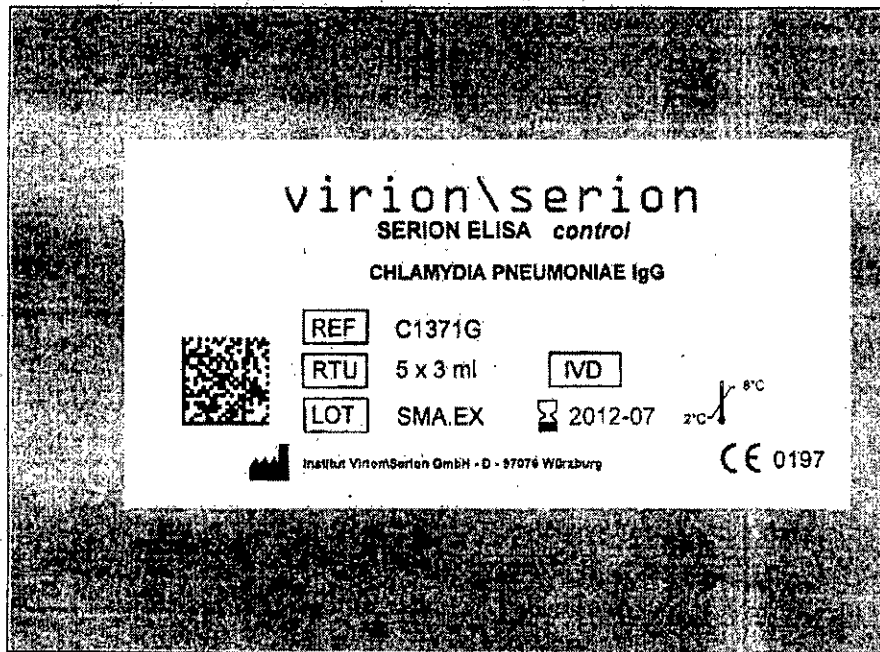 virion\serion
SERION ELISA control
CHLAMYDIA PNEUMONIAE IgG
REF C1371G
RTU 5 x 3 ml IVD
LOT SMA.EX 2012-07 2°C 8°C
Institut Virion\Serion GmbH - D - 97076 Würzburg
CE 0197